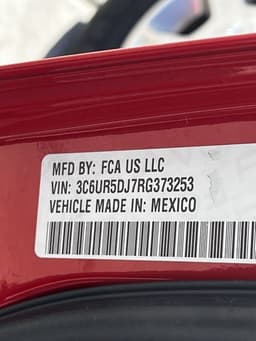 MFD BY: FCA US LLC
VIN: 3C6UR5DJ7RG373253
VEHICLE MADE IN: MEXICO